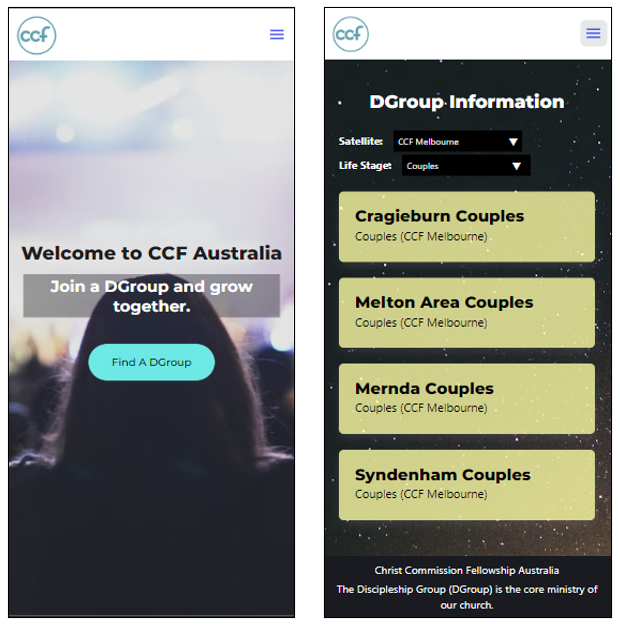 ccf
Welcome to CCF Australia
Join a DGroup and grow
together.
Find A DGroup
ccf
DGroup Information
Satellite: CCF Melbourne
Life Stage: Couples
Cragieburn Couples
Couples (CCF Melbourne)
Melton Area Couples
Couples (CCF Melbourne)
Mernda Couples
Couples (CCF Melbourne)
Syndenham Couples
Couples (CCF Melbourne)
Christ Commission Fellowship Australia
The Discipleship Group (DGroup) is the core ministry of
our church.